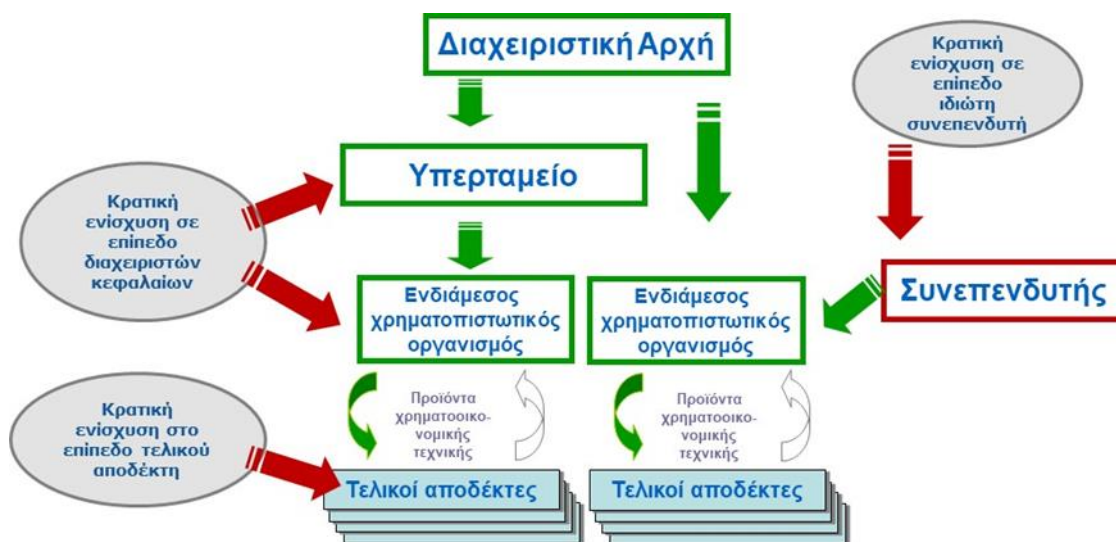 Διαχειριστική Αρχή
Κρατική
ενίσχυση σε
επίπεδο
ιδιώτη
συνεπενδυτή
Υπερταμείο
Κρατική
ενίσχυση σε
επίπεδο
διαχειριστών
κεφαλαίων
Ενδιάμεσος
χρηματοπιστωτικός
οργανισμός
Ενδιάμεσος
χρηματοπιστωτικός
οργανισμός
Συνεπενδυτής
Προϊόντα
χρηματοοικο-
νομικής
τεχνικής
Προϊόντα
χρηματοοικο-
νομικής
τεχνικής
Κρατική
ενίσχυση στο
επίπεδο τελικού
αποδέκτη
Τελικοί αποδέκτες
Τελικοί αποδέκτες